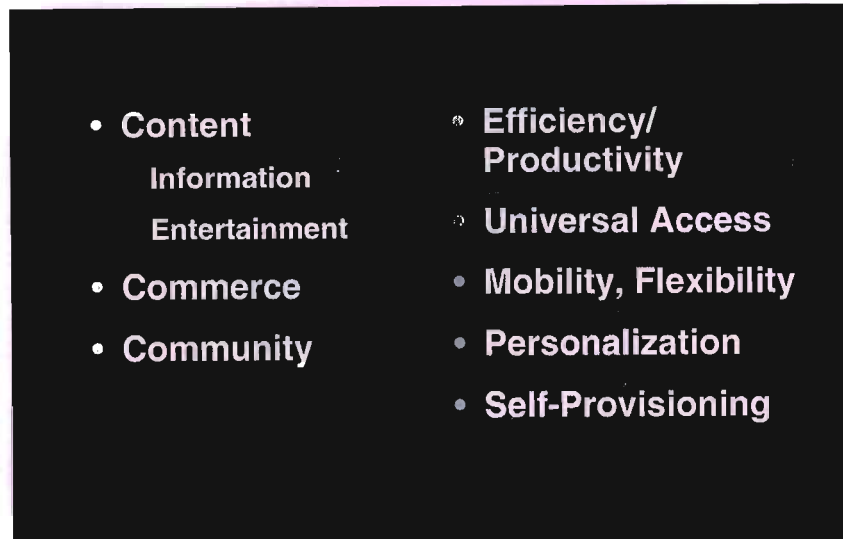 • Content
Information
Entertainment
• Commerce
• Community
• Efficiency/
Productivity
• Universal Access
• Mobility, Flexibility
• Personalization
• Self-Provisioning